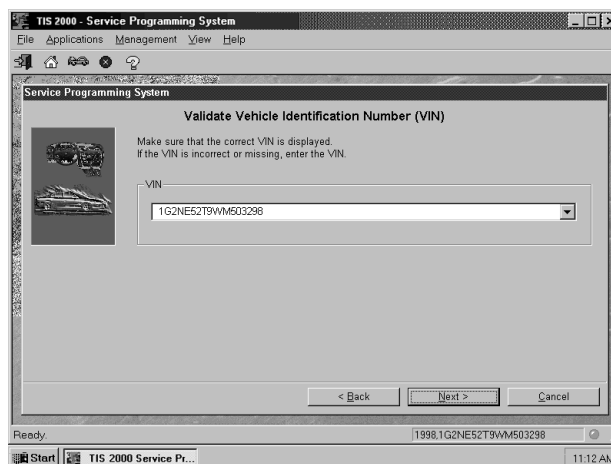 TIS 2000 - Service Programming System
File Applications Management View Help
Service Programming System
Validate Vehicle Identification Number (VIN)
Make sure that the correct VIN is displayed.
If the VIN is incorrect or missing, enter the VIN.
VIN
1G2NE52T9WM503298
< Back Next > Cancel
Ready. 1998,1G2NE52T9WM503298
Start TIS 2000 Service Pr... 11:12 AM